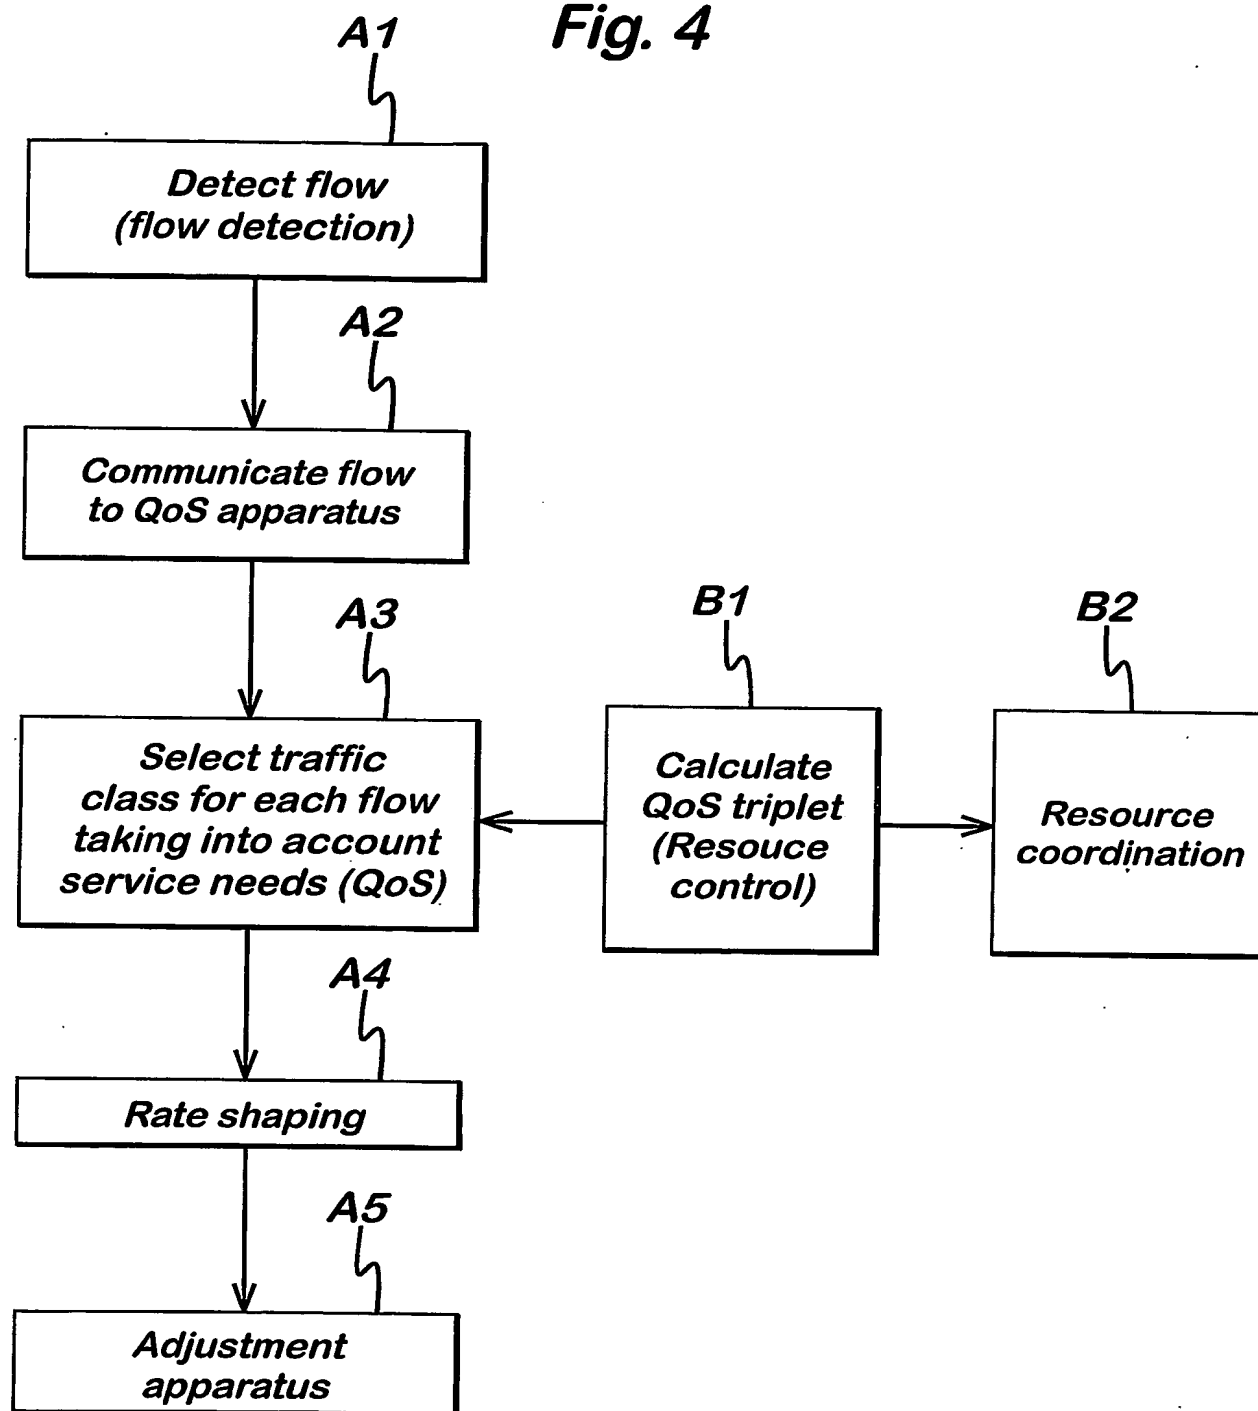 Fig. 4
A1
Detect flow
(flow detection)
A2
Communicate flow
to QoS apparatus
A3
Select traffic
class for each flow
taking into account
service needs (QoS)
B1
Calculate
QoS triplet
(Resouce
control)
B2
Resource
coordination
A4
Rate shaping
A5
Adjustment
apparatus